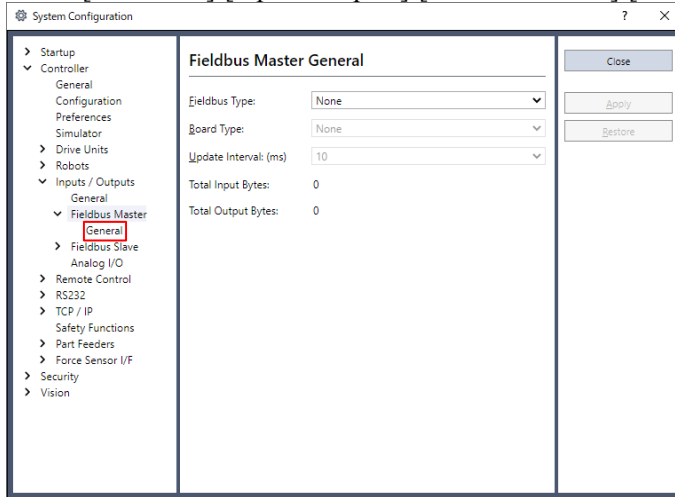 System Configuration
?
Startup
Controller
General
Configuration
Preferences
Simulator
Drive Units
Robots
Inputs / Outputs
General
Fieldbus Master
General
Fieldbus Slave
Analog I/O
Remote Control
RS232
TCP / IP
Safety Functions
Part Feeders
Force Sensor I/F
Security
Vision
Fieldbus Master General
Fieldbus Type: None
Board Type: None
Update Interval: (ms) 10
Total Input Bytes: 0
Total Output Bytes: 0
Close
Apply
Restore